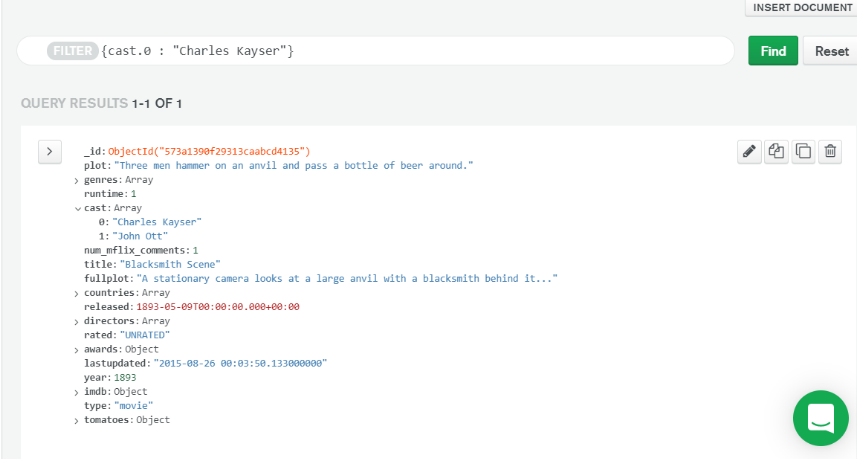 INSERT DOCUMENT
FILTER {cast.0 : "Charles Kayser"}
Find
Reset
QUERY RESULTS 1-1 OF 1
_id: ObjectId("573a1390f29313caabcd4135")
plot: "Three men hammer on an anvil and pass a bottle of beer around."
genres: Array
runtime: 1
cast: Array
0: "Charles Kayser"
1: "John Ott"
num_mflix_comments: 1
title: "Blacksmith Scene"
fullplot: "A stationary camera looks at a large anvil with a blacksmith behind it..."
countries: Array
released: 1893-05-09T00:00:00.000+00:00
directors: Array
rated: "UNRATED"
awards: Object
lastupdated: "2015-08-26 00:03:50.133000000"
year: 1893
imdb: Object
type: "movie"
tomatoes: Object